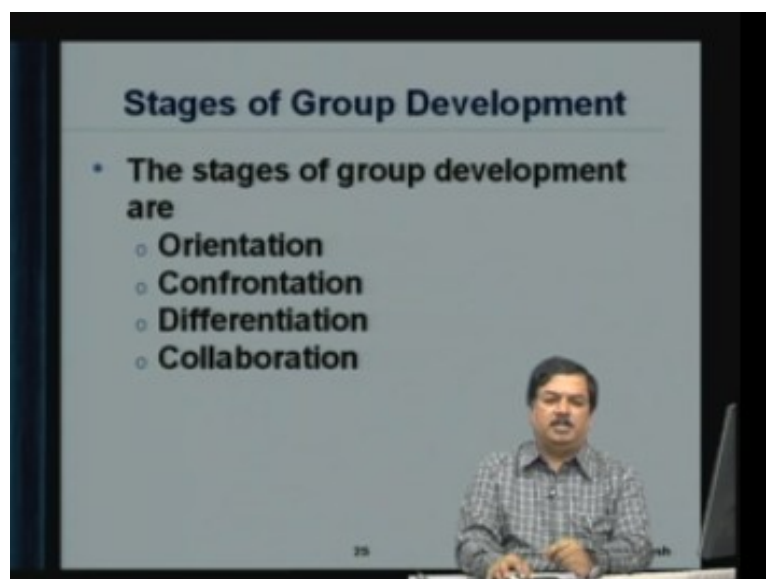 Stages of Group Development
• The stages of group development
are
o Orientation
o Confrontation
o Differentiation
o Collaboration
25